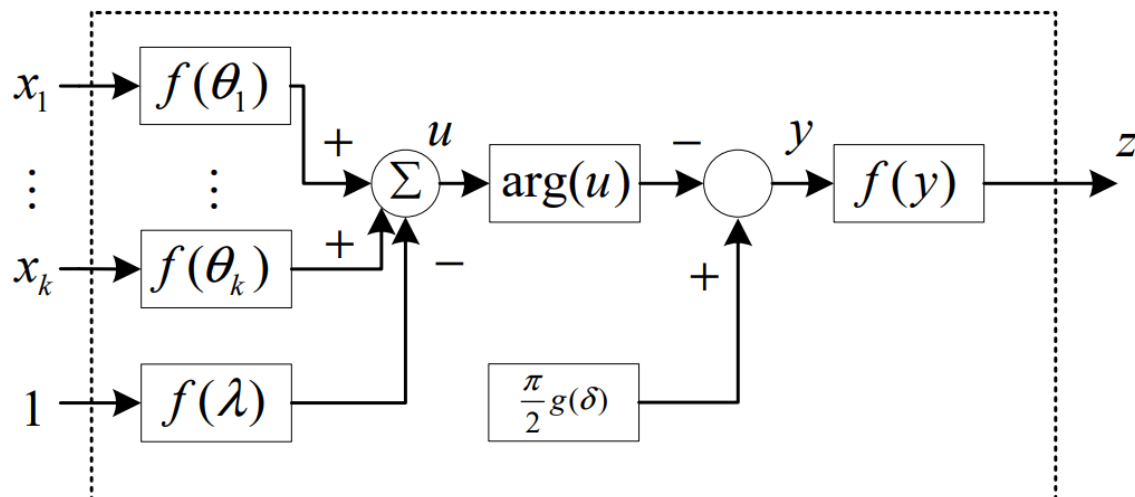 x₁ f(θ₁) + u arg(u) − y f(y) z
⋮ ⋮ Σ
xₖ f(θₖ) + − +
1 f(λ) π/2 g(δ)